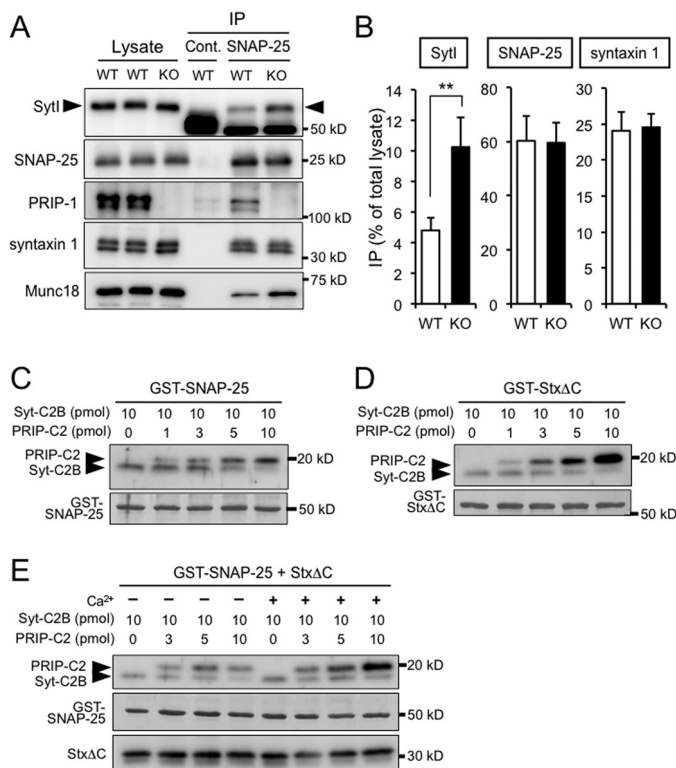 A
IP
Lysate Cont. SNAP-25
WT WT KO WT WT KO
SytI
50 kD
SNAP-25 25 kD
PRIP-1
100 kD
syntaxin 1
30 kD
75 kD
Munc18
B
SytI SNAP-25 syntaxin 1
IP (% of total lysate)
14
12
10
8
6
4
2
0
**
80
60
40
20
0
30
25
20
15
10
5
0
WT KO WT KO WT KO
C
GST-SNAP-25
Syt-C2B (pmol) 10 10 10 10 10
PRIP-C2 (pmol) 0 1 3 5 10
PRIP-C2 20 kD
Syt-C2B
GST-
SNAP-25 50 kD
D
GST-StxΔC
Syt-C2B (pmol) 10 10 10 10 10
PRIP-C2 (pmol) 0 1 3 5 10
PRIP-C2 20 kD
Syt-C2B
GST-
StxΔC 50 kD
E
GST-SNAP-25 + StxΔC
Ca²⁺ − − − − + + + +
Syt-C2B (pmol) 10 10 10 10 10 10 10 10
PRIP-C2 (pmol) 0 3 5 10 0 3 5 10
PRIP-C2 20 kD
Syt-C2B
GST-
SNAP-25 50 kD
StxΔC 30 kD